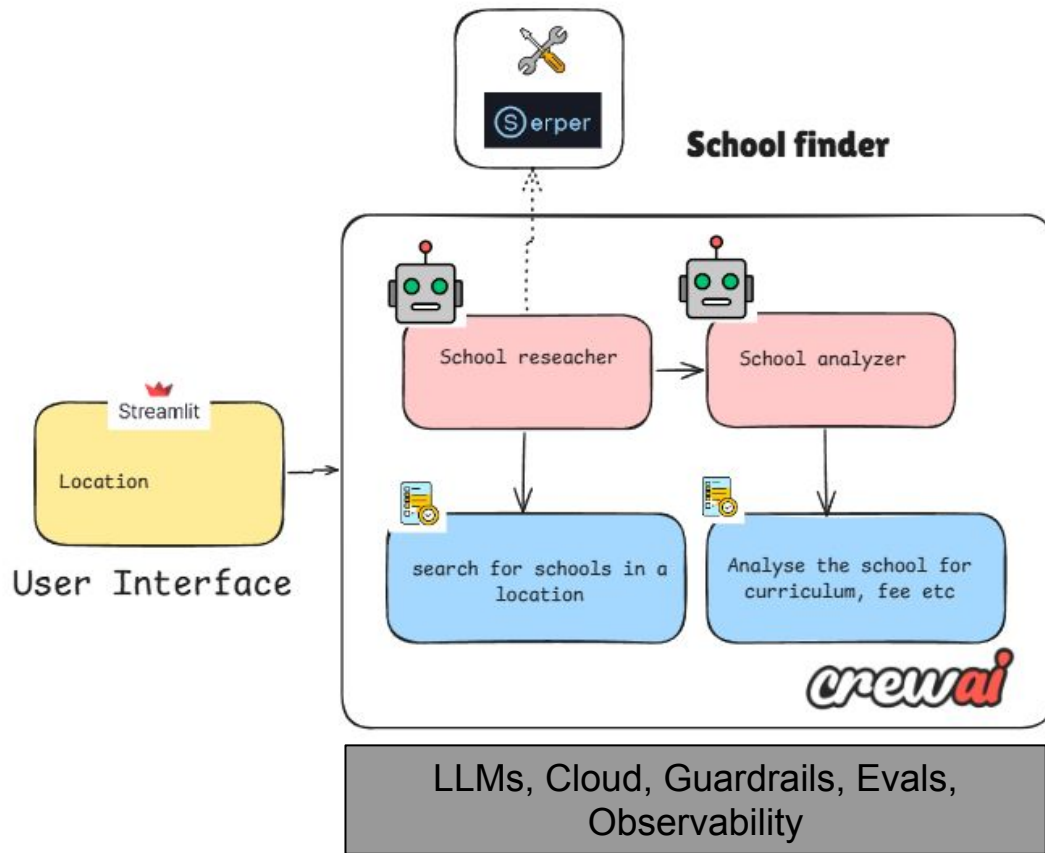 Serper
School finder
School reseacher
School analyzer
Streamlit
Location
User Interface
search for schools in a
location
Analyse the school for
curriculum, fee etc
crewai
LLMs, Cloud, Guardrails, Evals,
Observability